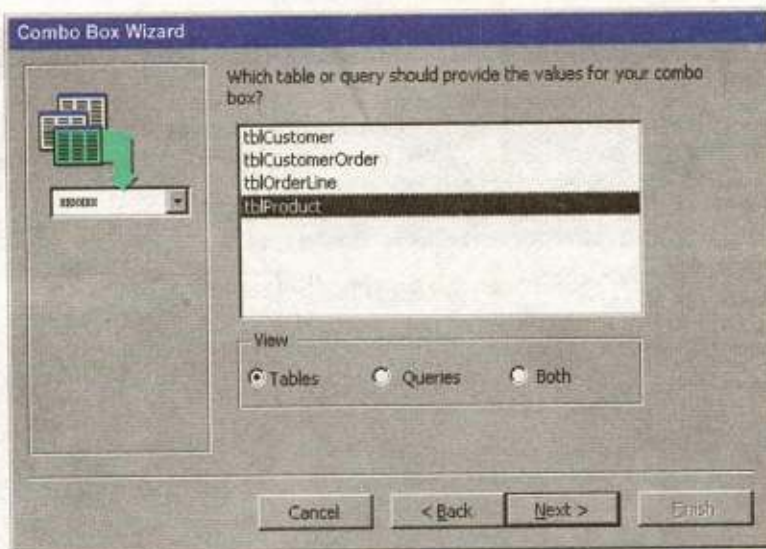 Combo Box Wizard
Which table or query should provide the values for your combo
box?
tblCustomer
tblCustomerOrder
tblOrderLine
tblProduct
View
Tables
Queries
Both
Cancel
< Back
Next >
Finish